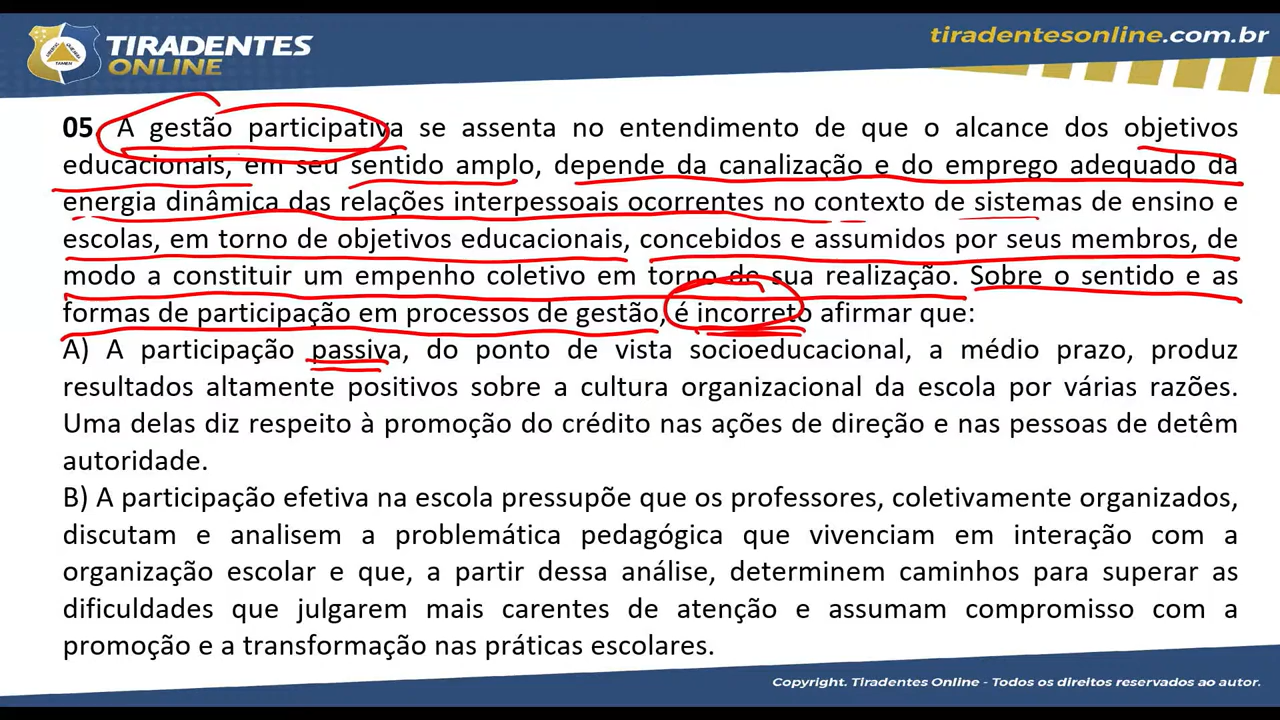 TIRADENTES
ONLINE
tiradentesonline.com.br
05. A gestão participativa se assenta no entendimento de que o alcance dos objetivos
educacionais, em seu sentido amplo, depende da canalização e do emprego adequado da
energia dinâmica das relações interpessoais ocorrentes no contexto de sistemas de ensino e
escolas, em torno de objetivos educacionais, concebidos e assumidos por seus membros, de
modo a constituir um empenho coletivo em torno de sua realização. Sobre o sentido e as
formas de participação em processos de gestão, é incorreto afirmar que:
A) A participação passiva, do ponto de vista socioeducacional, a médio prazo, produz
resultados altamente positivos sobre a cultura organizacional da escola por várias razões.
Uma delas diz respeito à promoção do crédito nas ações de direção e nas pessoas de detêm
autoridade.
B) A participação efetiva na escola pressupõe que os professores, coletivamente organizados,
discutam e analisem a problemática pedagógica que vivenciam em interação com a
organização escolar e que, a partir dessa análise, determinem caminhos para superar as
dificuldades que julgarem mais carentes de atenção e assumam compromisso com a
promoção e a transformação nas práticas escolares.
Copyright. Tiradentes Online - Todos os direitos reservados ao autor.